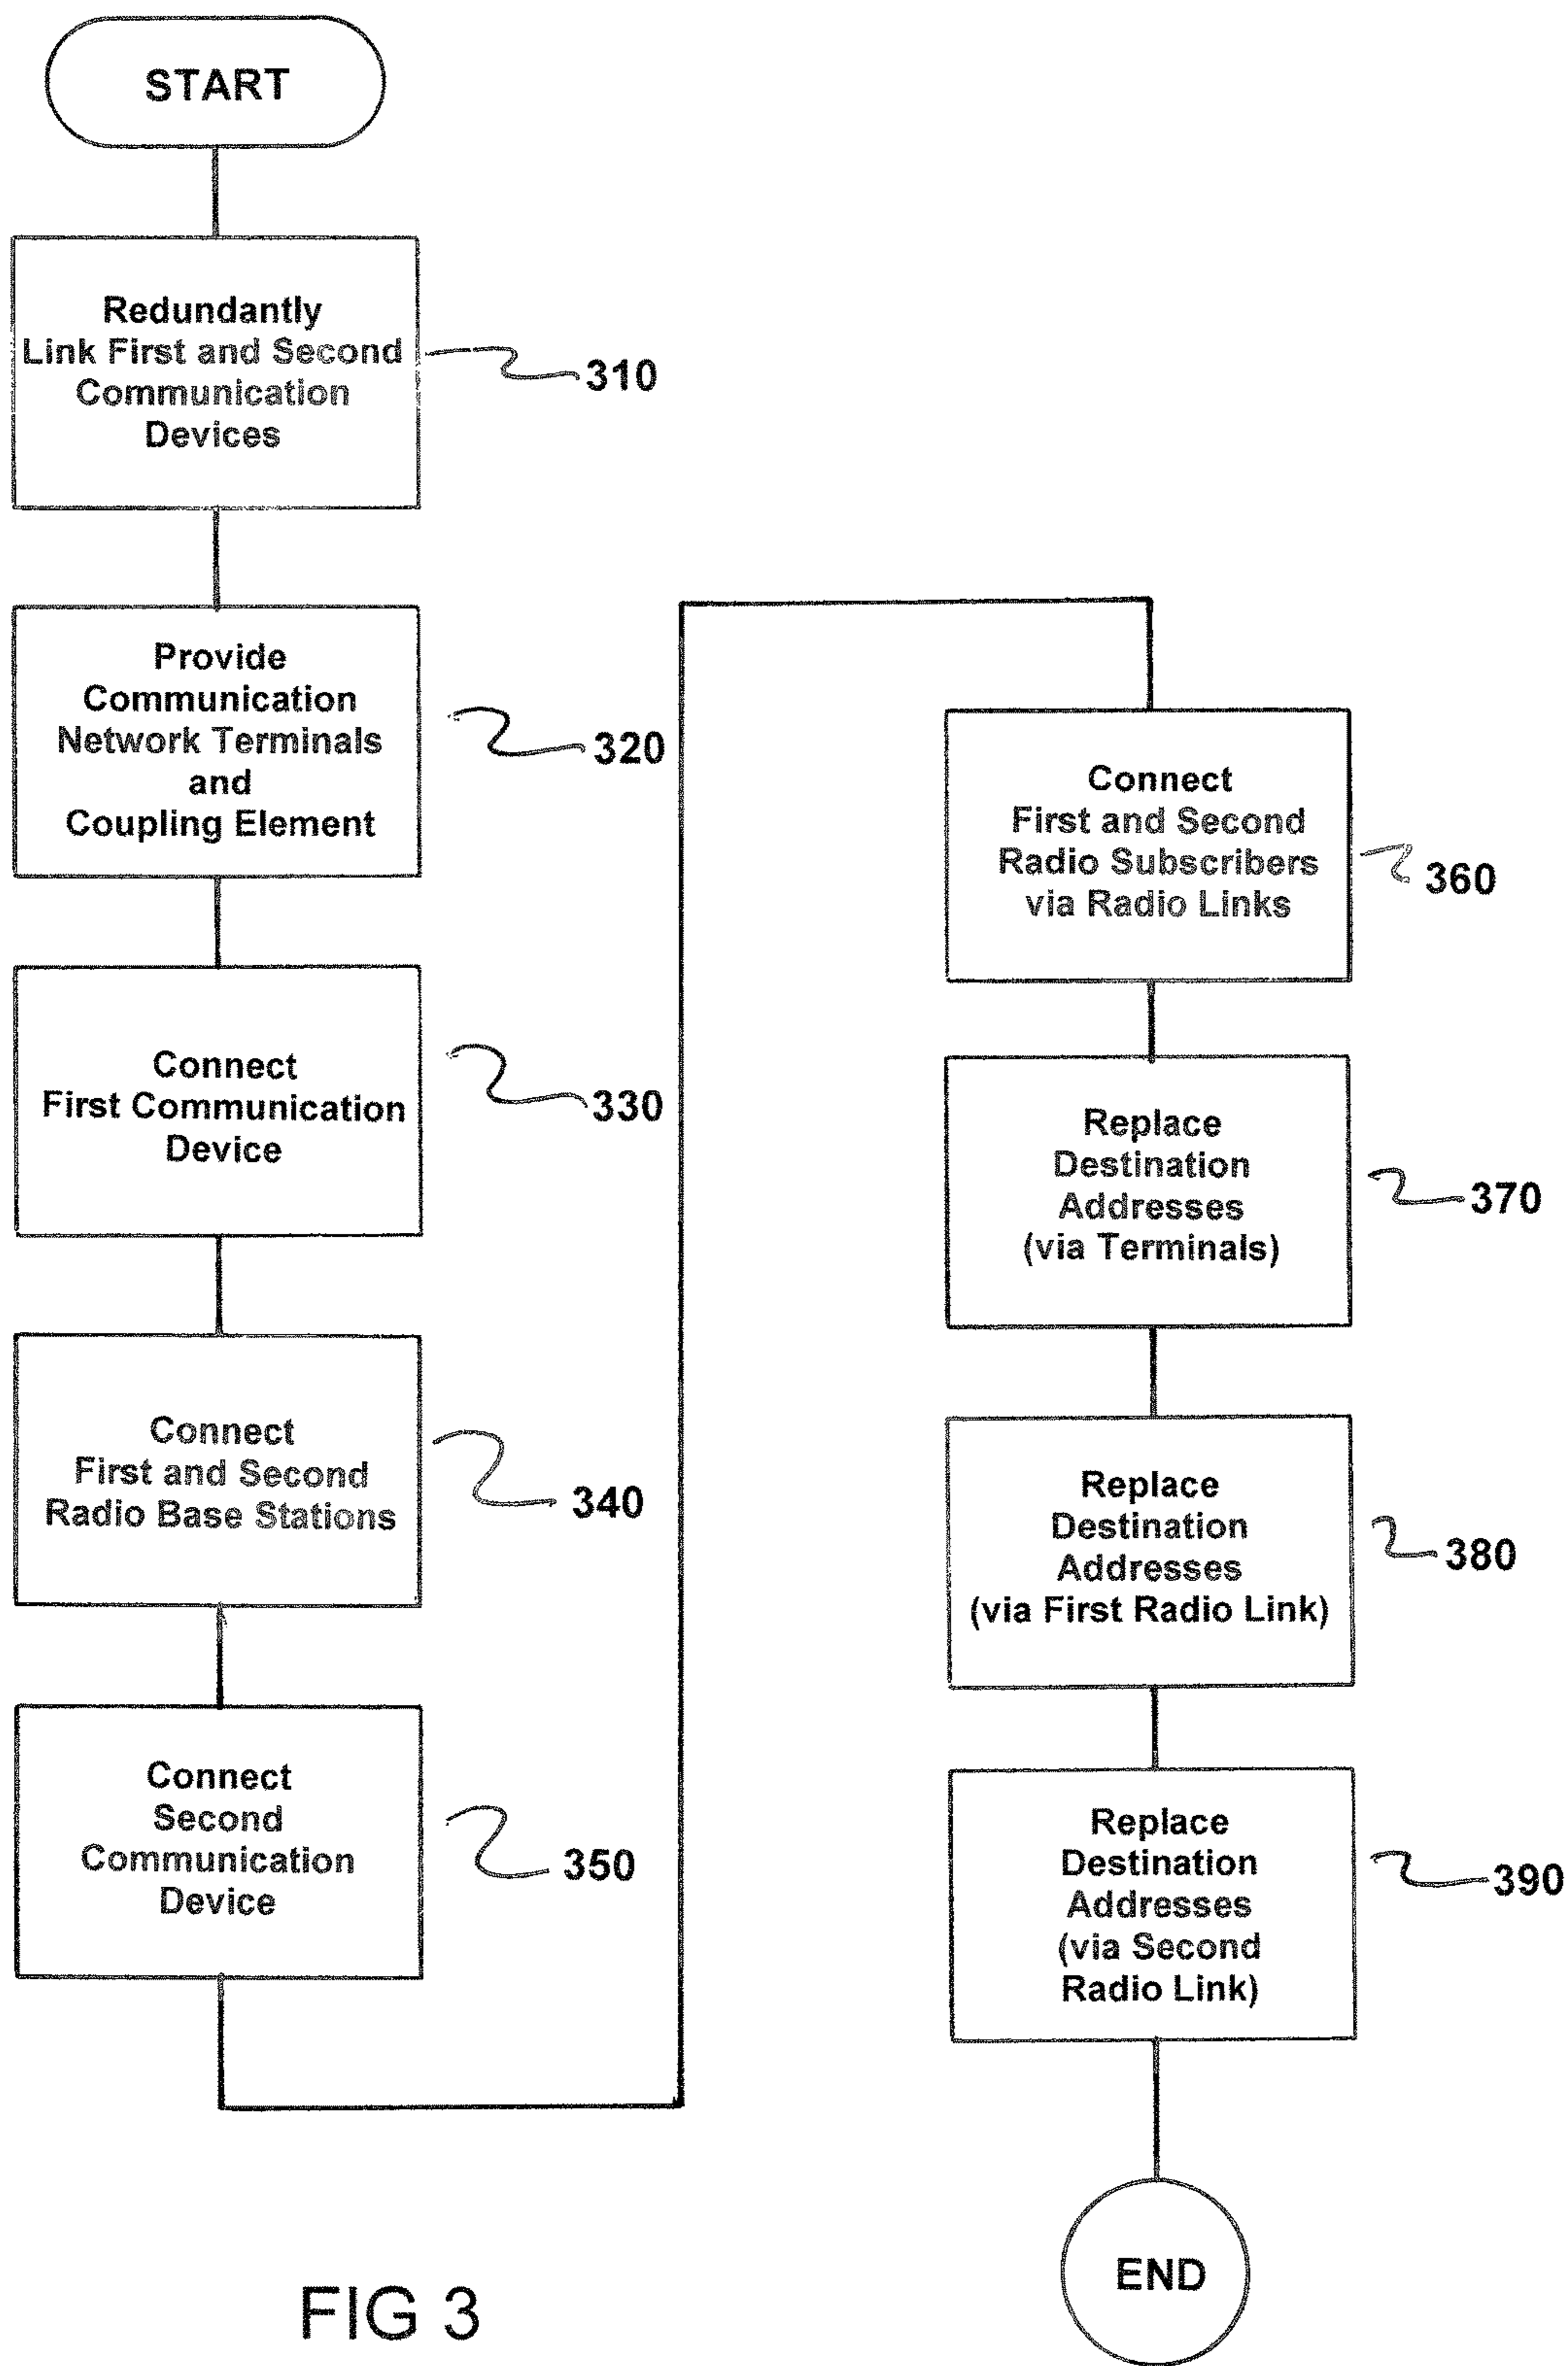 START
Redundantly
Link First and Second
Communication
Devices
310
Provide
Communication
Network Terminals
and
Coupling Element
320
Connect
First Communication
Device
330
Connect
First and Second
Radio Base Stations
340
Connect
Second
Communication
Device
350
Connect
First and Second
Radio Subscribers
via Radio Links
360
Replace
Destination
Addresses
(via Terminals)
370
Replace
Destination
Addresses
(via First Radio Link)
380
Replace
Destination
Addresses
(via Second
Radio Link)
390
END
FIG 3